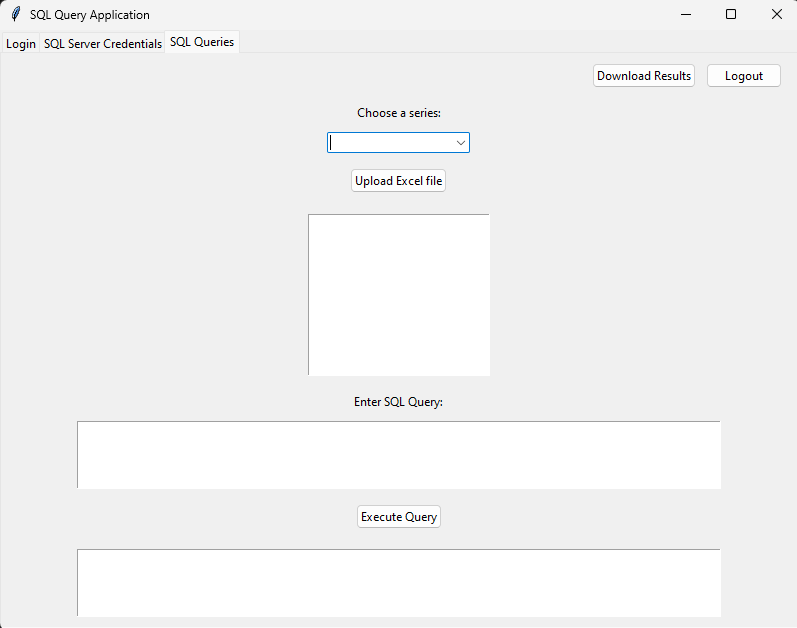 SQL Query Application
Login SQL Server Credentials SQL Queries
Download Results Logout
Choose a series:
Upload Excel file
Enter SQL Query:
Execute Query